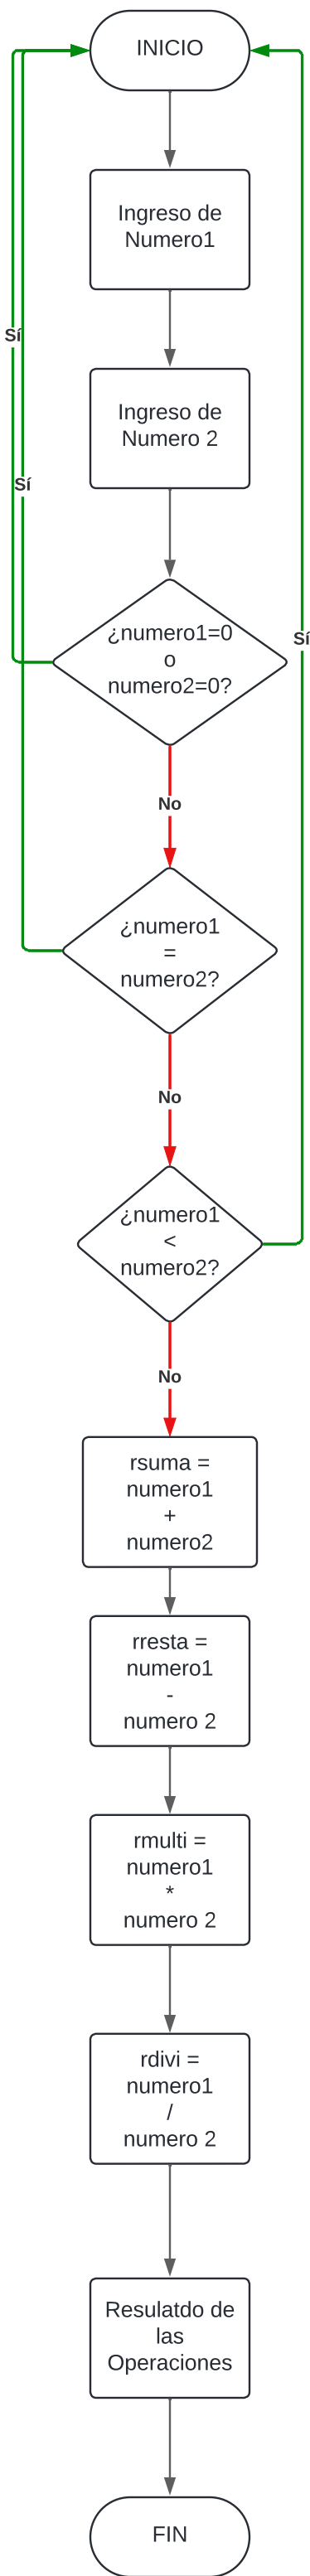 INICIO
Ingreso de
Numero1
Sí
Ingreso de
Numero 2
Sí
¿numero1=0
o
numero2=0?
Sí
No
¿numero1
=
numero2?
No
¿numero1
<
numero2?
No
rsuma =
numero1
+
numero2
rresta =
numero1
-
numero 2
rmulti =
numero1
*
numero 2
rdivi =
numero1
/
numero 2
Resulatdo de
las
Operaciones
FIN